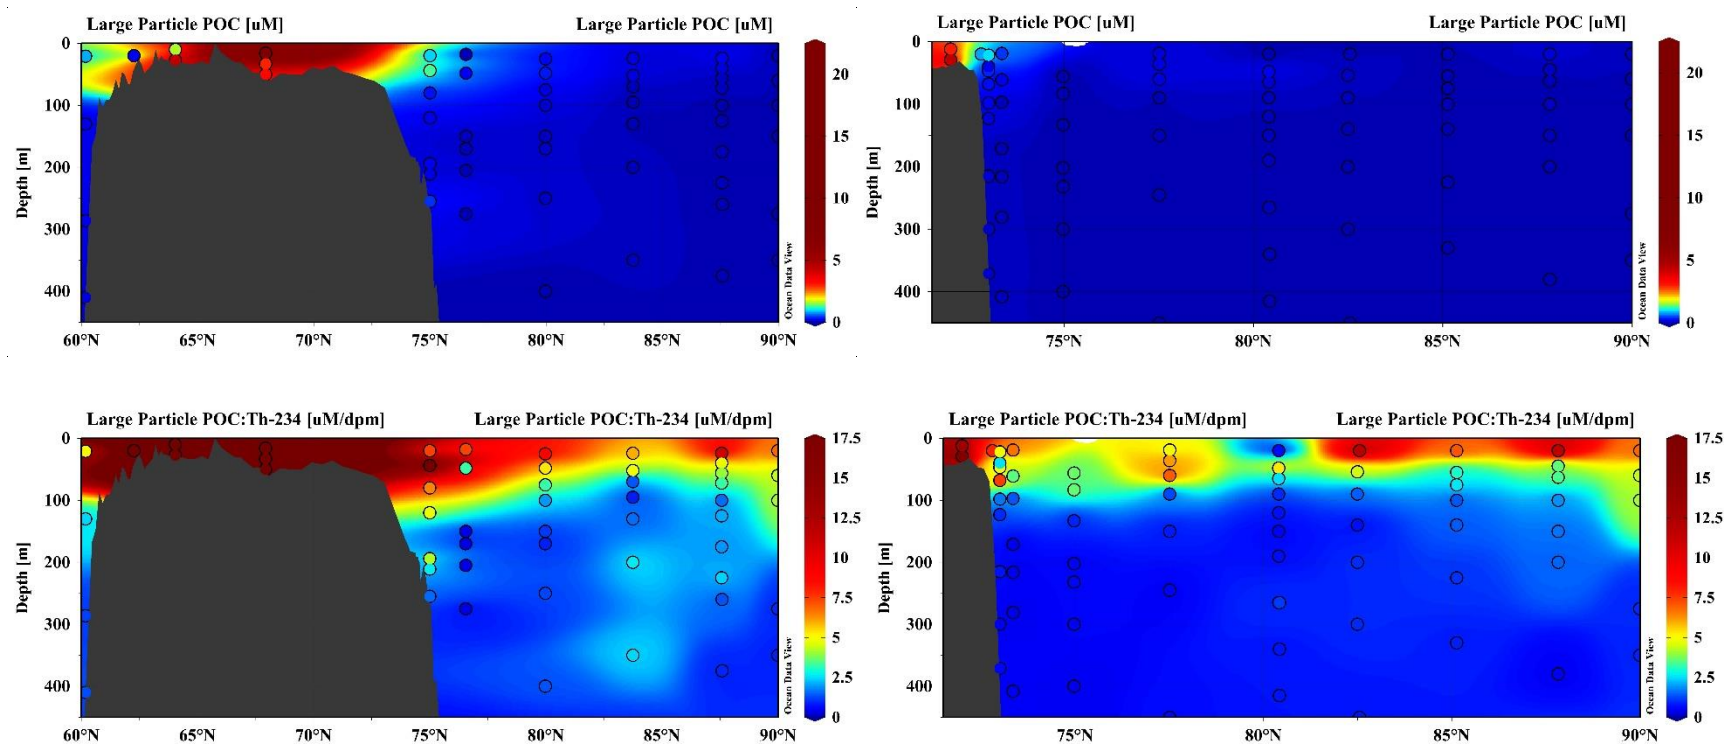 Large Particle POC [uM] Large Particle POC [uM]
0
100
200
300
400
Depth [m]
60°N 65°N 70°N 75°N 80°N 85°N 90°N
20
15
10
5
0
Ocean Data View
Large Particle POC [uM] Large Particle POC [uM]
0
100
200
300
400
Depth [m]
75°N 80°N 85°N 90°N
20
15
10
5
0
Ocean Data View
Large Particle POC:Th-234 [uM/dpm] Large Particle POC:Th-234 [uM/dpm]
0
100
200
300
400
Depth [m]
60°N 65°N 70°N 75°N 80°N 85°N 90°N
17.5
15
12.5
10
7.5
5
2.5
0
Ocean Data View
Large Particle POC:Th-234 [uM/dpm] Large Particle POC:Th-234 [uM/dpm]
0
100
200
300
400
Depth [m]
75°N 80°N 85°N 90°N
17.5
15
12.5
10
7.5
5
2.5
0
Ocean Data View